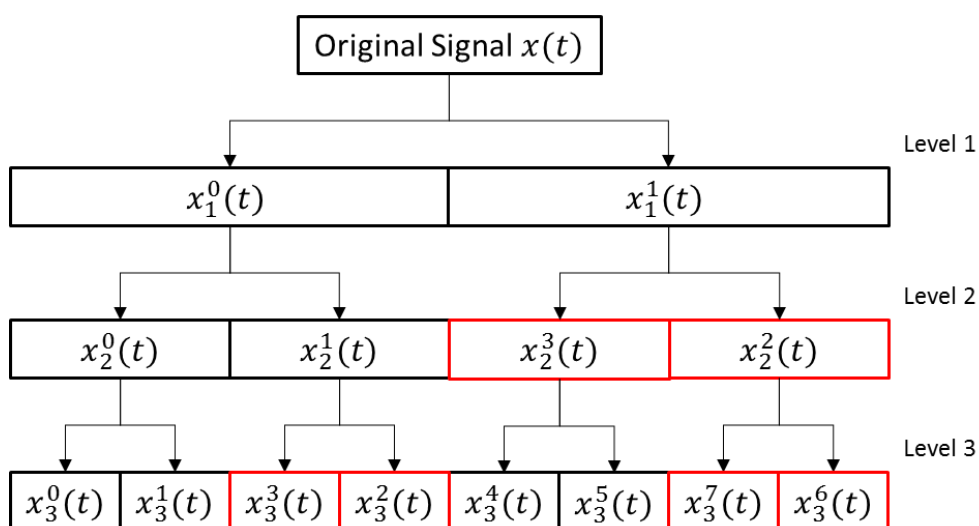 Original Signal $x(t)$
Level 1
$x_1^0(t)$ $x_1^1(t)$
Level 2
$x_2^0(t)$ $x_2^1(t)$ $x_2^3(t)$ $x_2^2(t)$
Level 3
$x_3^0(t)$ $x_3^1(t)$ $x_3^3(t)$ $x_3^2(t)$ $x_3^4(t)$ $x_3^5(t)$ $x_3^7(t)$ $x_3^6(t)$